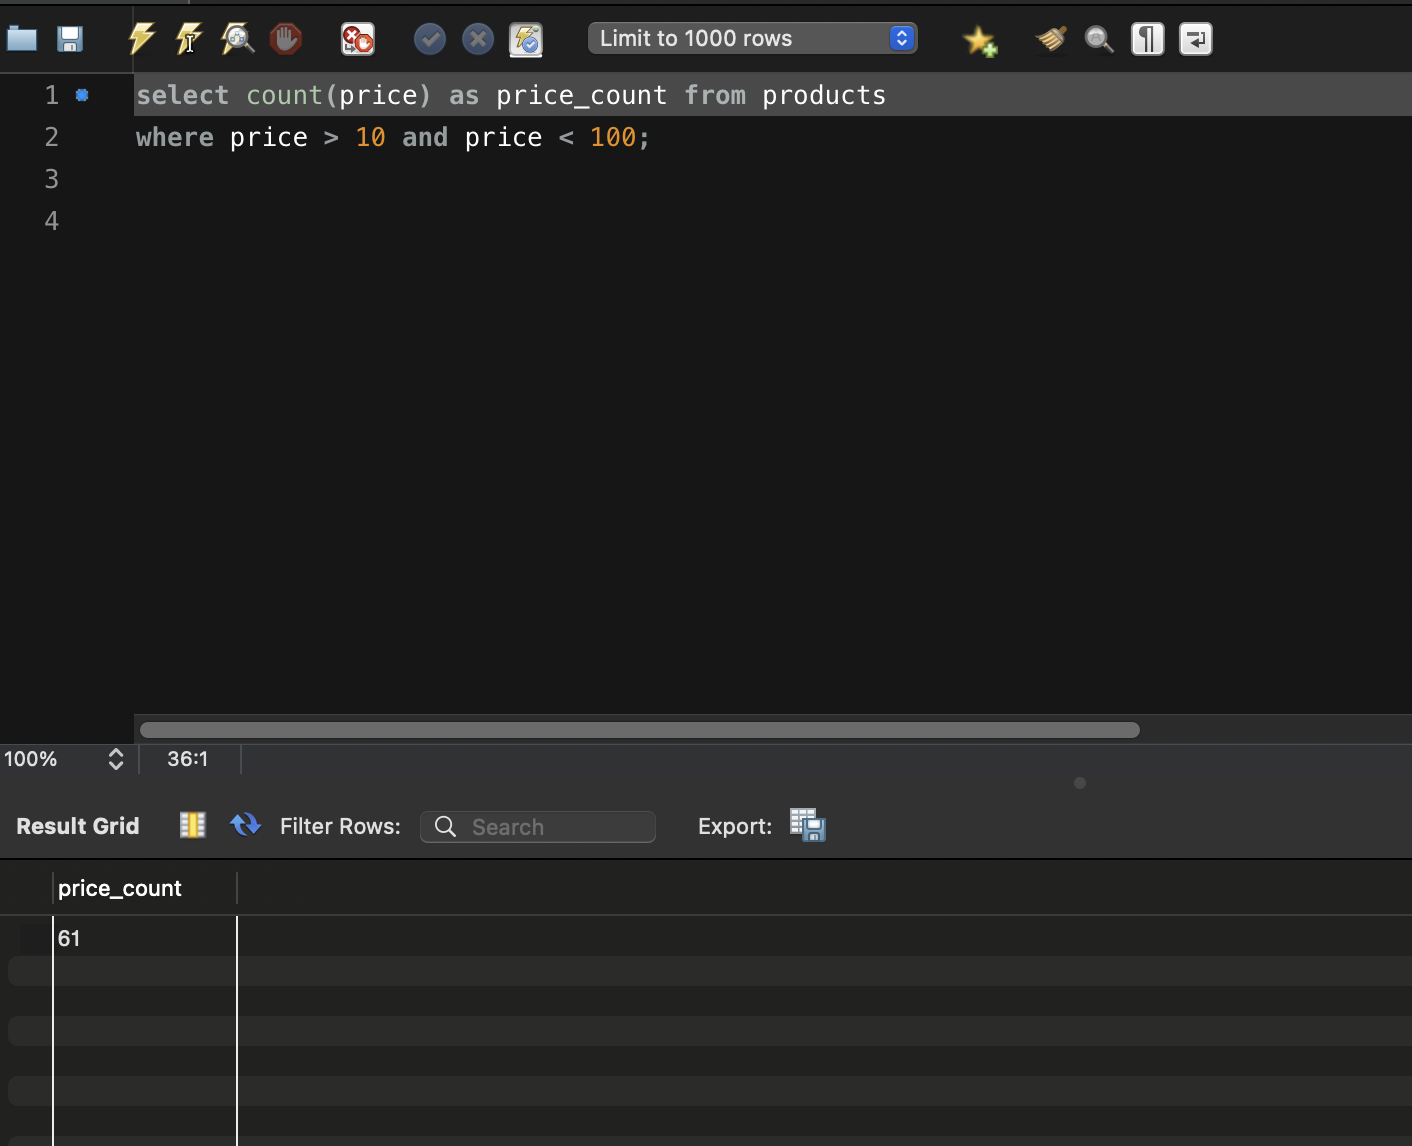 Limit to 1000 rows
1 select count(price) as price_count from products
2 where price > 10 and price < 100;
3
4
100% 36:1
Result Grid Filter Rows: Search Export:
price_count
61